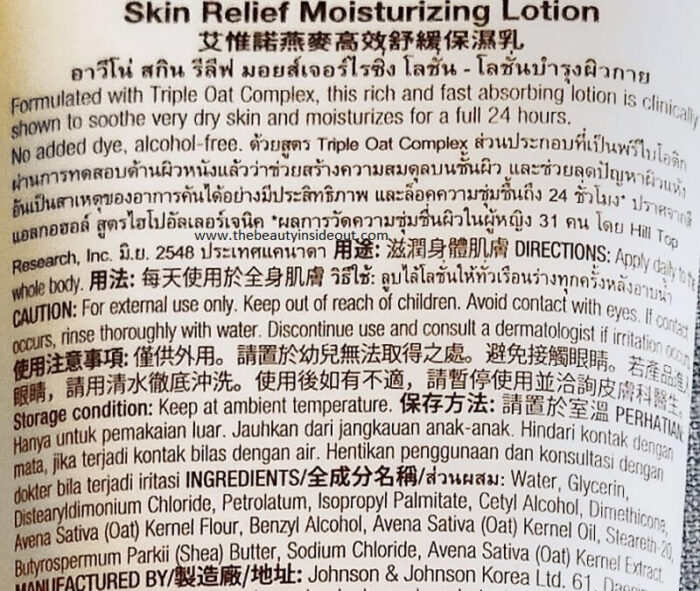 Skin Relief Moisturizing Lotion
艾惟諾燕麥高效舒緩保濕乳
อาวีโน่ สกิน รีลีฟ มอยส์เจอร์ไรซิ่ง โลชั่น - โลชั่นบำรุงผิวกาย
Formulated with Triple Oat Complex, this rich and fast absorbing lotion is clinically
shown to soothe very dry skin and moisturizes for a full 24 hours.
No added dye, alcohol-free. ด้วยสูตร Triple Oat Complex ส่วนประกอบที่เป็นพรีไบโอติก
ผ่านการทดสอบด้านผิวหนังแล้วว่าช่วยสร้างความสมดุลบนชั้นผิว และช่วยลดปัญหาผิวแห้ง
อันเป็นสาเหตุของอาการคันได้อย่างมีประสิทธิภาพ และล็อคความชุ่มชื้นถึง 24 ชั่วโมง* ปราศจากสี
แอลกอฮอล์ สูตรไฮโปอัลเลอร์เจนิค *ผลการวัดความชุ่มชื่นผิวในผู้หญิง 31 คน โดย Hill Top
www.thebeautyinsideout.com
Research, Inc. มิ.ย. 2548 ประเทศแคนาดา 用途: 滋潤身體肌膚 DIRECTIONS: Apply daily to the
whole body. 用法: 每天使用於全身肌膚 วิธีใช้: ลูบไล้โลชั่นให้ทั่วเรือนร่างทุกครั้งหลังอาบน้ำ
CAUTION: For external use only. Keep out of reach of children. Avoid contact with eyes. If contact
occurs, rinse thoroughly with water. Discontinue use and consult a dermatologist if irritation occurs
使用注意事項: 僅供外用。請置於幼兒無法取得之處。避免接觸眼睛。若產品進入
眼睛，請用清水徹底沖洗。使用後如有不適，請暫停使用並洽詢皮膚科醫生。
Storage condition: Keep at ambient temperature. 保存方法: 請置於室溫 PERHATIAN:
Hanya untuk pemakaian luar. Jauhkan dari jangkauan anak-anak. Hindari kontak dengan
mata, jika terjadi kontak bilas dengan air. Hentikan penggunaan dan konsultasi dengan
dokter bila terjadi iritasi INGREDIENTS/全成分名稱/ส่วนผสม: Water, Glycerin,
Distearyldimonium Chloride, Petrolatum, Isopropyl Palmitate, Cetyl Alcohol, Dimethicone,
Avena Sativa (Oat) Kernel Flour, Benzyl Alcohol, Avena Sativa (Oat) Kernel Oil, Steareth-20,
Butyrospermum Parkii (Shea) Butter, Sodium Chloride, Avena Sativa (Oat) Kernel Extract.
MANUFACTURED BY/製造廠/地址: Johnson & Johnson Korea Ltd. 61,